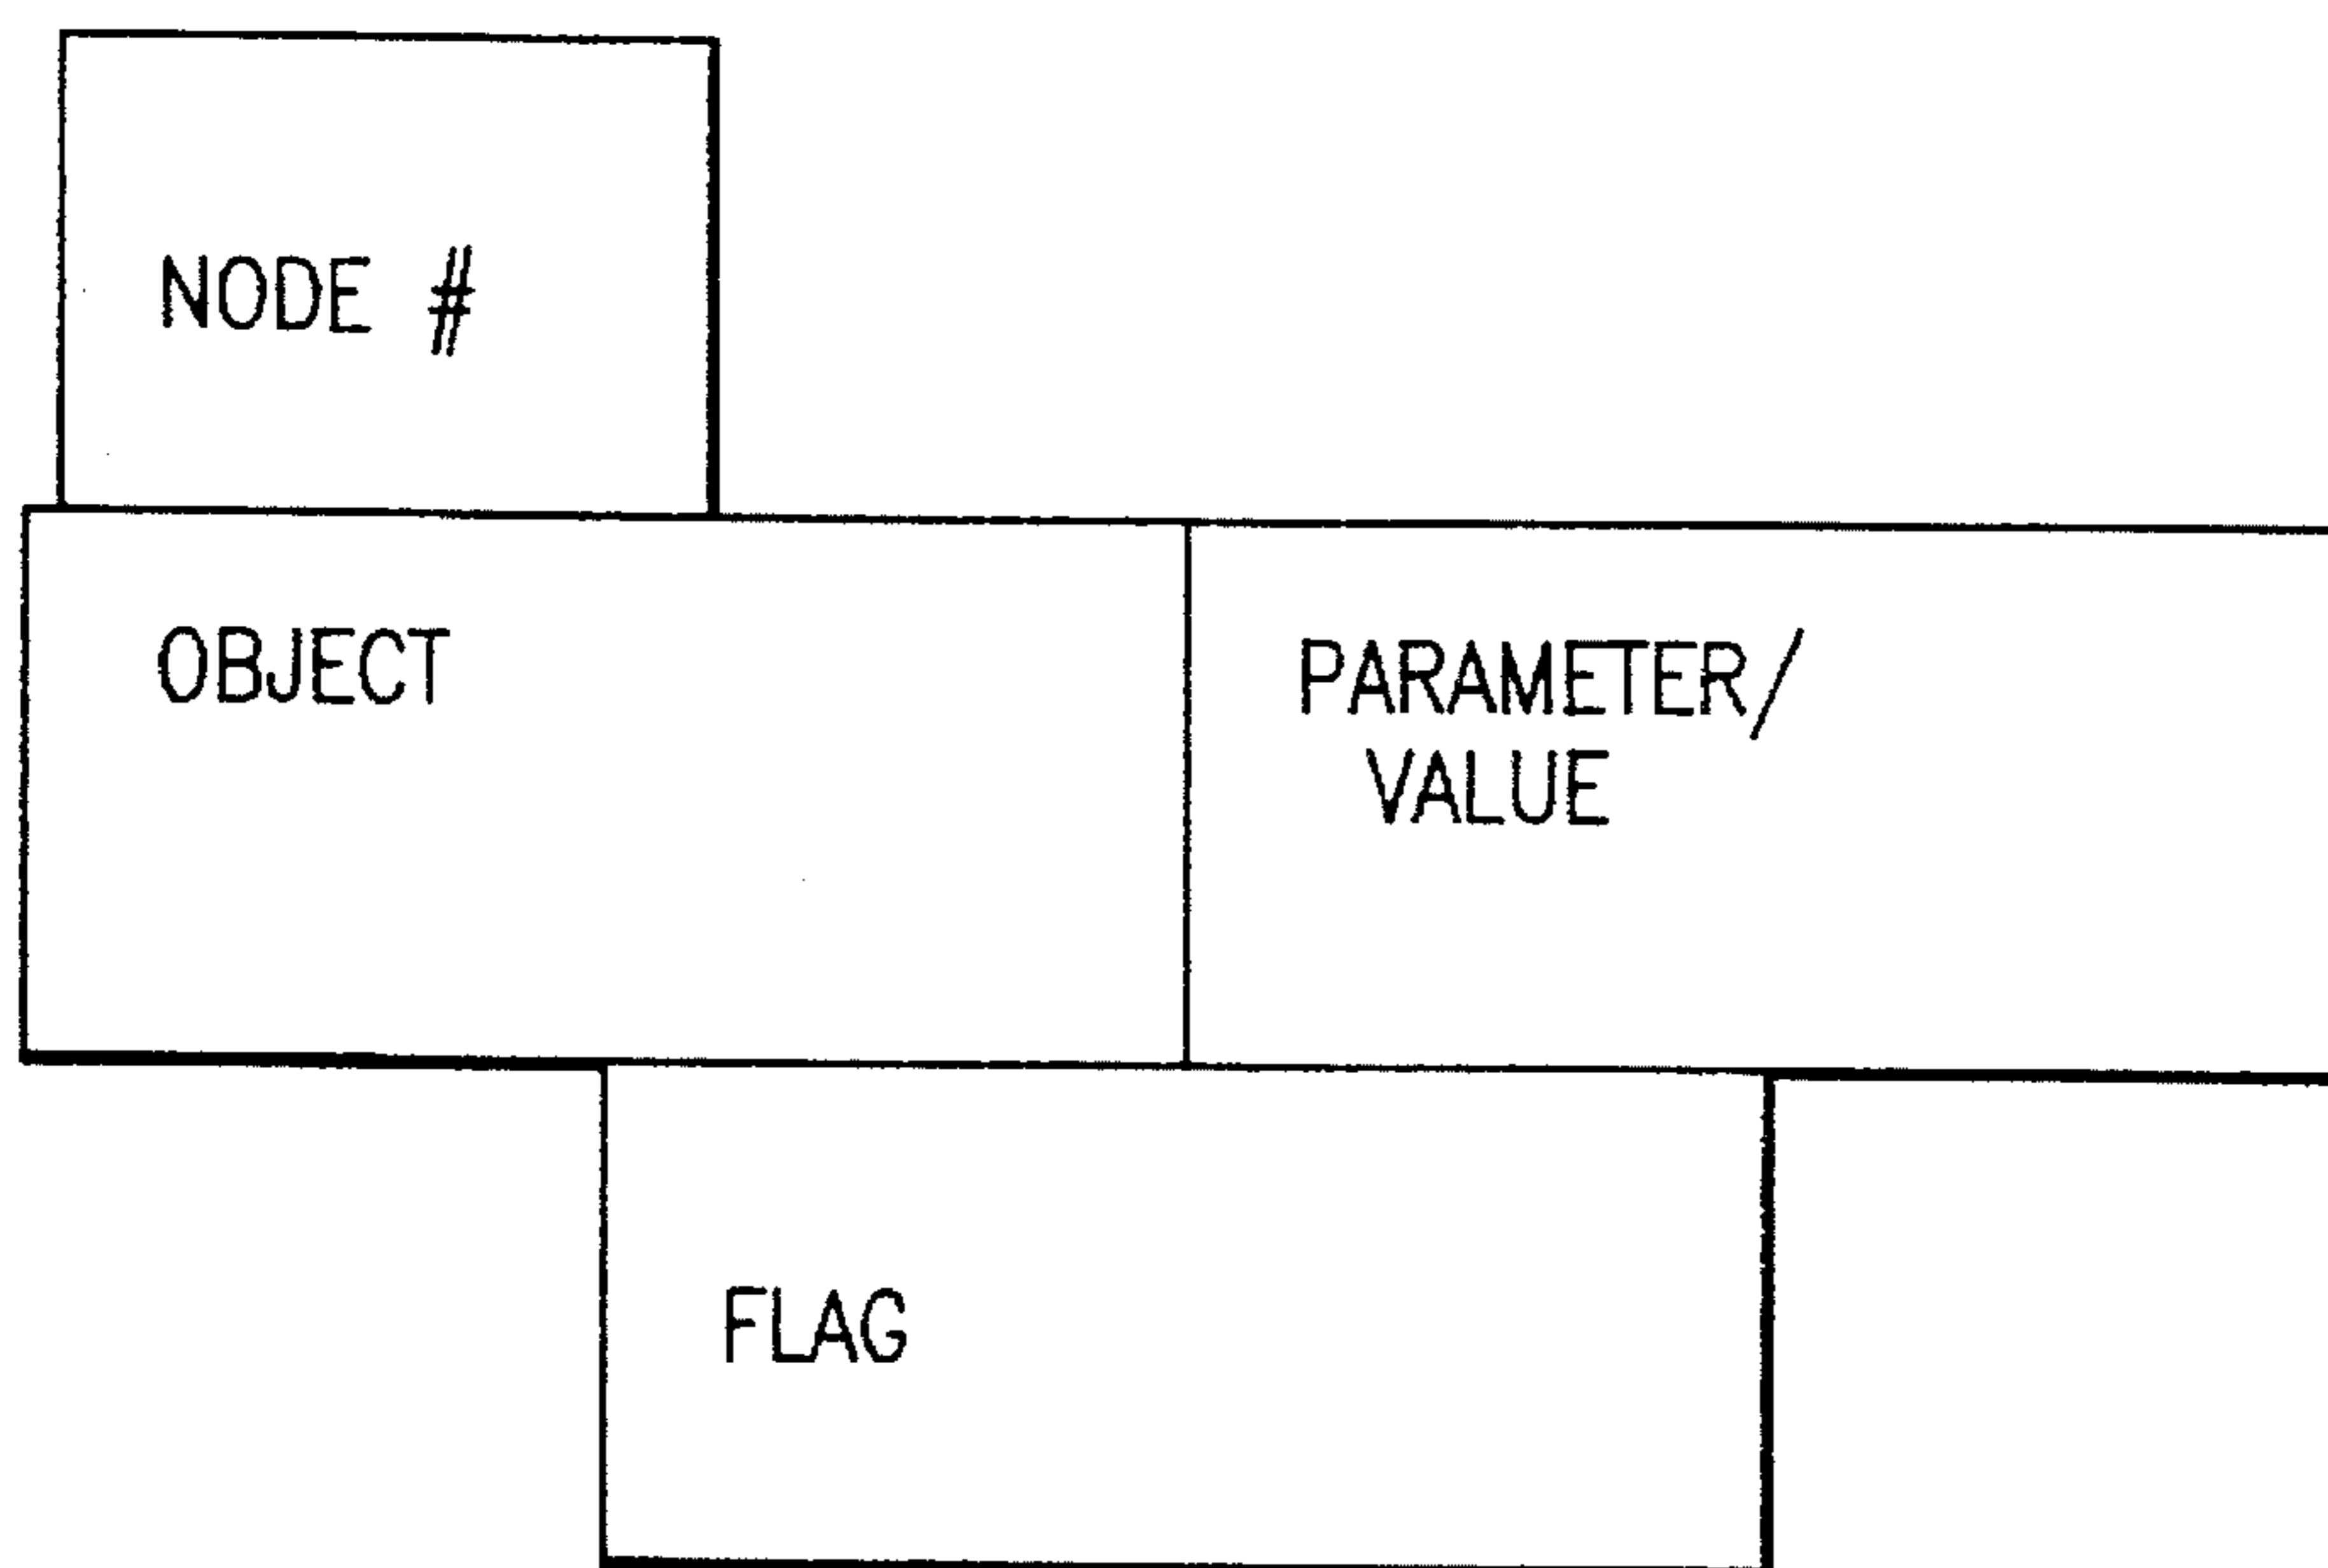 NODE #
OBJECT
PARAMETER/
VALUE
FLAG